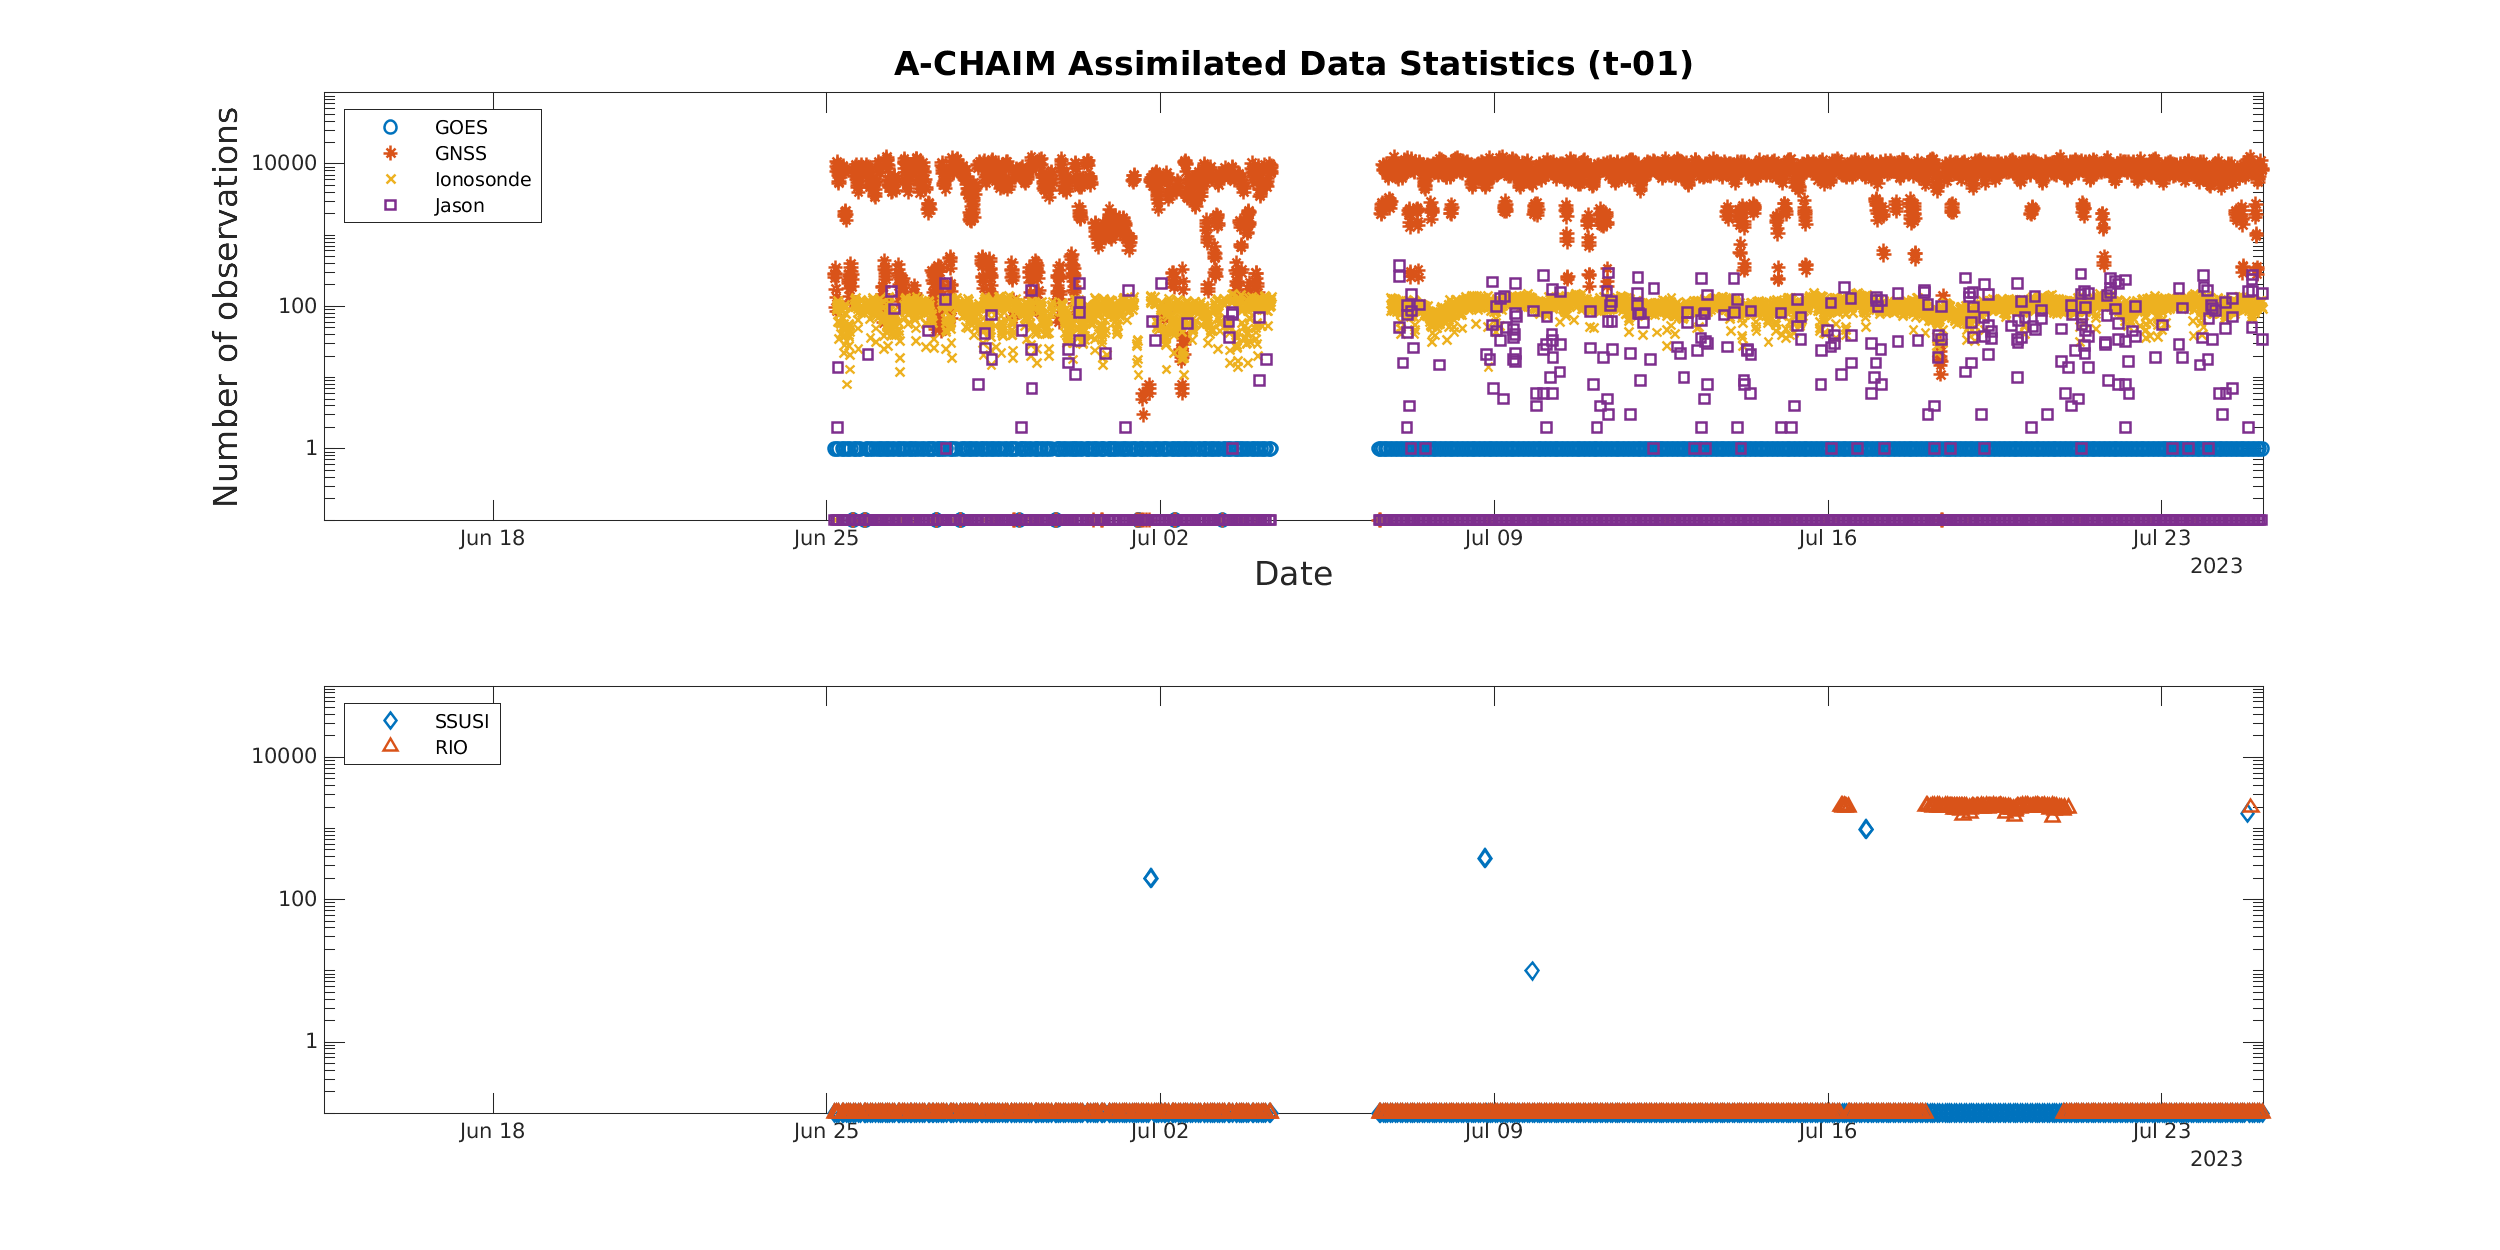 A-CHAIM Assimilated Data Statistics (t-01)
Number of observations
GOES
GNSS
Ionosonde
Jason
10000
100
1
Jun 18
Jun 25
Jul 02
Jul 09
Jul 16
Jul 23
2023
Date
SSUSI
RIO
10000
100
1
Jun 18
Jun 25
Jul 02
Jul 09
Jul 16
Jul 23
2023